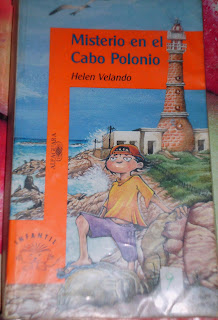 Misterio en el
Cabo Polonio
Helen Velando
ALFAGUARA
INFANTIL